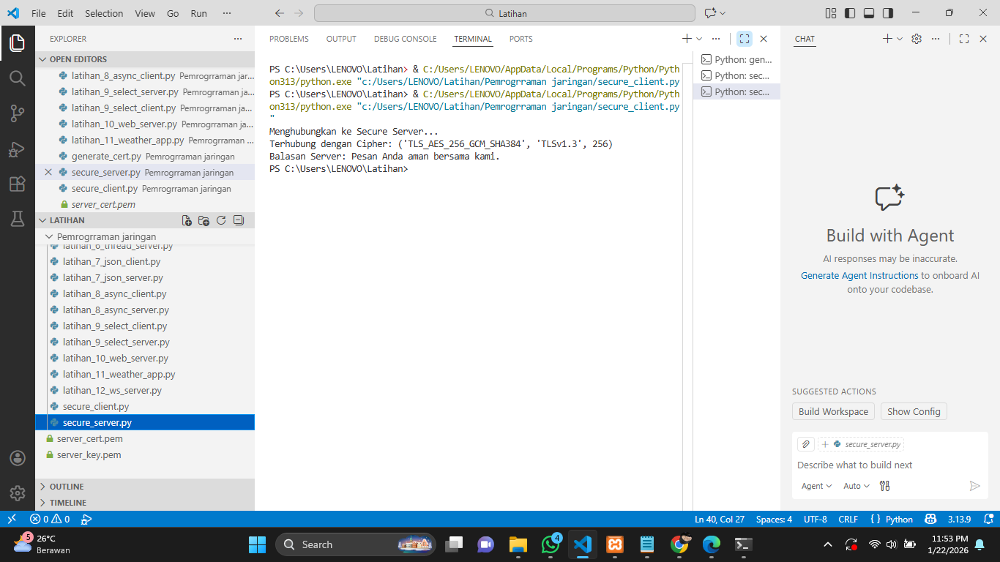 File Edit Selection View Go Run ···
Latihan
EXPLORER ···
OPEN EDITORS
latihan_8_async_client.py Pemrogrraman jar...
latihan_9_select_server.py Pemrogrraman ja...
latihan_9_select_client.py Pemrogrraman ja...
latihan_10_web_server.py Pemrogrraman ja...
latihan_11_weather_app.py Pemrogrraman ...
generate_cert.py Pemrogrraman jaringan
secure_server.py Pemrogrraman jaringan
secure_client.py Pemrogrraman jaringan
server_cert.pem
LATIHAN
Pemrogrraman jaringan
latihan_6_thread_server.py
latihan_7_json_client.py
latihan_7_json_server.py
latihan_8_async_client.py
latihan_8_async_server.py
latihan_9_select_client.py
latihan_9_select_server.py
latihan_10_web_server.py
latihan_11_weather_app.py
latihan_12_ws_server.py
secure_client.py
secure_server.py
server_cert.pem
server_key.pem
OUTLINE
TIMELINE
PROBLEMS OUTPUT DEBUG CONSOLE TERMINAL PORTS
PS C:\Users\LENOVO\Latihan> & C:/Users/LENOVO/AppData/Local/Programs/Python/Pyth
on313/python.exe "c:/Users/LENOVO/Latihan/Pemrogrraman jaringan/secure_client.py
PS C:\Users\LENOVO\Latihan> & C:/Users/LENOVO/AppData/Local/Programs/Python/Pyth
on313/python.exe "c:/Users/LENOVO/Latihan/Pemrogrraman jaringan/secure_client.py
"
Menghubungkan ke Secure Server...
Terhubung dengan Cipher: ('TLS_AES_256_GCM_SHA384', 'TLSv1.3', 256)
Balasan Server: Pesan Anda aman bersama kami.
PS C:\Users\LENOVO\Latihan>
Python: gen...
Python: sec...
Python: sec...
CHAT
Build with Agent
AI responses may be inaccurate.
Generate Agent Instructions to onboard AI
onto your codebase.
SUGGESTED ACTIONS
Build Workspace Show Config
secure_server.py
Describe what to build next
Agent Auto
0 0
Ln 40, Col 27 Spaces: 4 UTF-8 CRLF { } Python 3.13.9
5
26°C
Berawan
Search
4
11:53 PM
1/22/2026